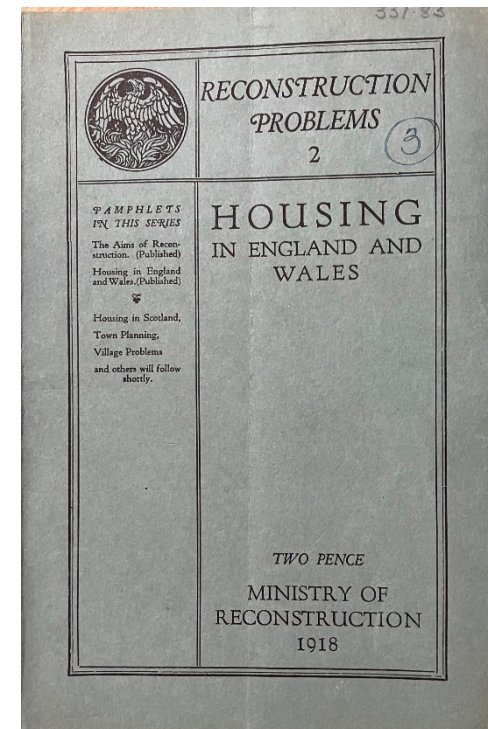 331.83
RECONSTRUCTION
PROBLEMS
2
3
PAMPHLETS
IN THIS SERIES
The Aims of Recon-
struction. (Published)
Housing in England
and Wales.(Published)
Housing in Scotland,
Town Planning,
Village Problems
and others will follow
shortly.
HOUSING
IN ENGLAND AND
WALES
TWO PENCE
MINISTRY OF
RECONSTRUCTION
1918